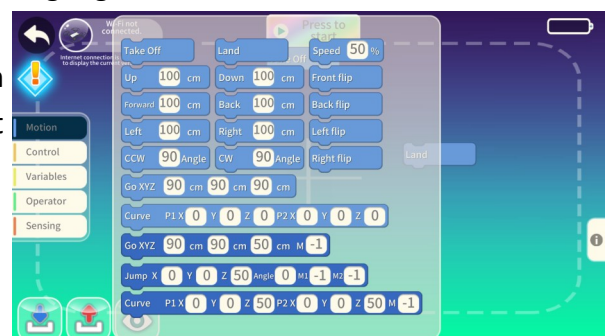 Wi-Fi not
connected.
Press to
start
Internet connection is
to display the current
Off
Take Off
Land
Speed 50 %
Up 100 cm
Down 100 cm
Front flip
Forward 100 cm
Back 100 cm
Back flip
Left 100 cm
Right 100 cm
Left flip
CCW 90 Angle
CW 90 Angle
Right flip
Go XYZ 90 cm 90 cm 90 cm
Curve P1 X 0 Y 0 Z 0 P2 X 0 Y 0 Z 0
Go XYZ 90 cm 90 cm 50 cm M -1
Jump X 0 Y 0 Z 50 Angle 0 M1 -1 M2 -1
Curve P1 X 0 Y 0 Z 50 P2 X 0 Y 0 Z 50 M -1
Motion
Control
Variables
Operator
Sensing
Land